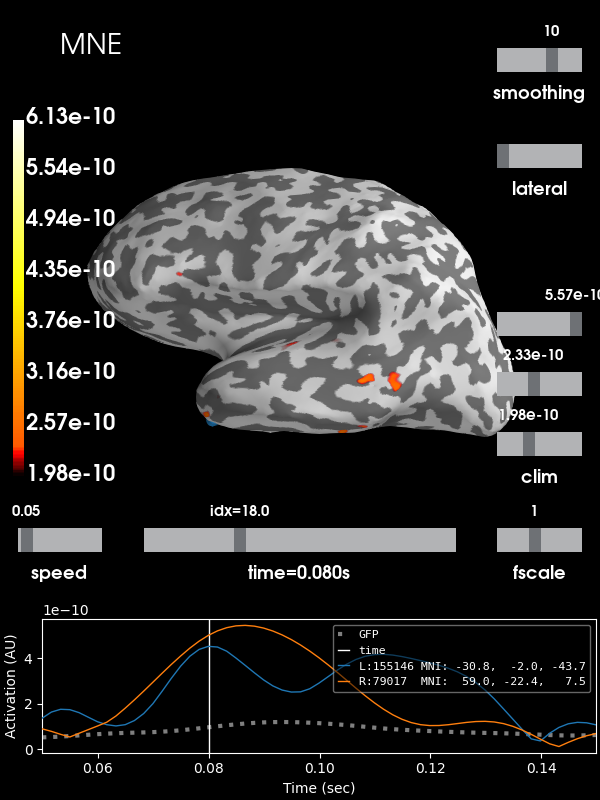 MNE
10
smoothing
lateral
6.13e-10
5.54e-10
4.94e-10
4.35e-10
3.76e-10
3.16e-10
2.57e-10
1.98e-10
5.57e-10
2.33e-10
1.98e-10
clim
0.05
speed
idx=18.0
time=0.080s
1
fscale
1e−10
Activation (AU)
4
2
0
GFP
time
L:155146 MNI: -30.8,  -2.0, -43.7
R:79017  MNI:  59.0, -22.4,   7.5
0.06 0.08 0.10 0.12 0.14
Time (sec)